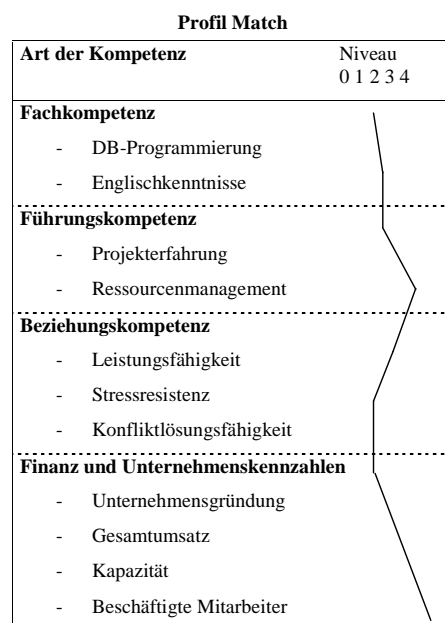 Profil Match
Art der Kompetenz Niveau
0 1 2 3 4
Fachkompetenz
- DB-Programmierung
- Englischkenntnisse
Führungskompetenz
- Projekterfahrung
- Ressourcenmanagement
Beziehungskompetenz
- Leistungsfähigkeit
- Stressresistenz
- Konfliktlösungsfähigkeit
Finanz und Unternehmenskennzahlen
- Unternehmensgründung
- Gesamtumsatz
- Kapazität
- Beschäftigte Mitarbeiter